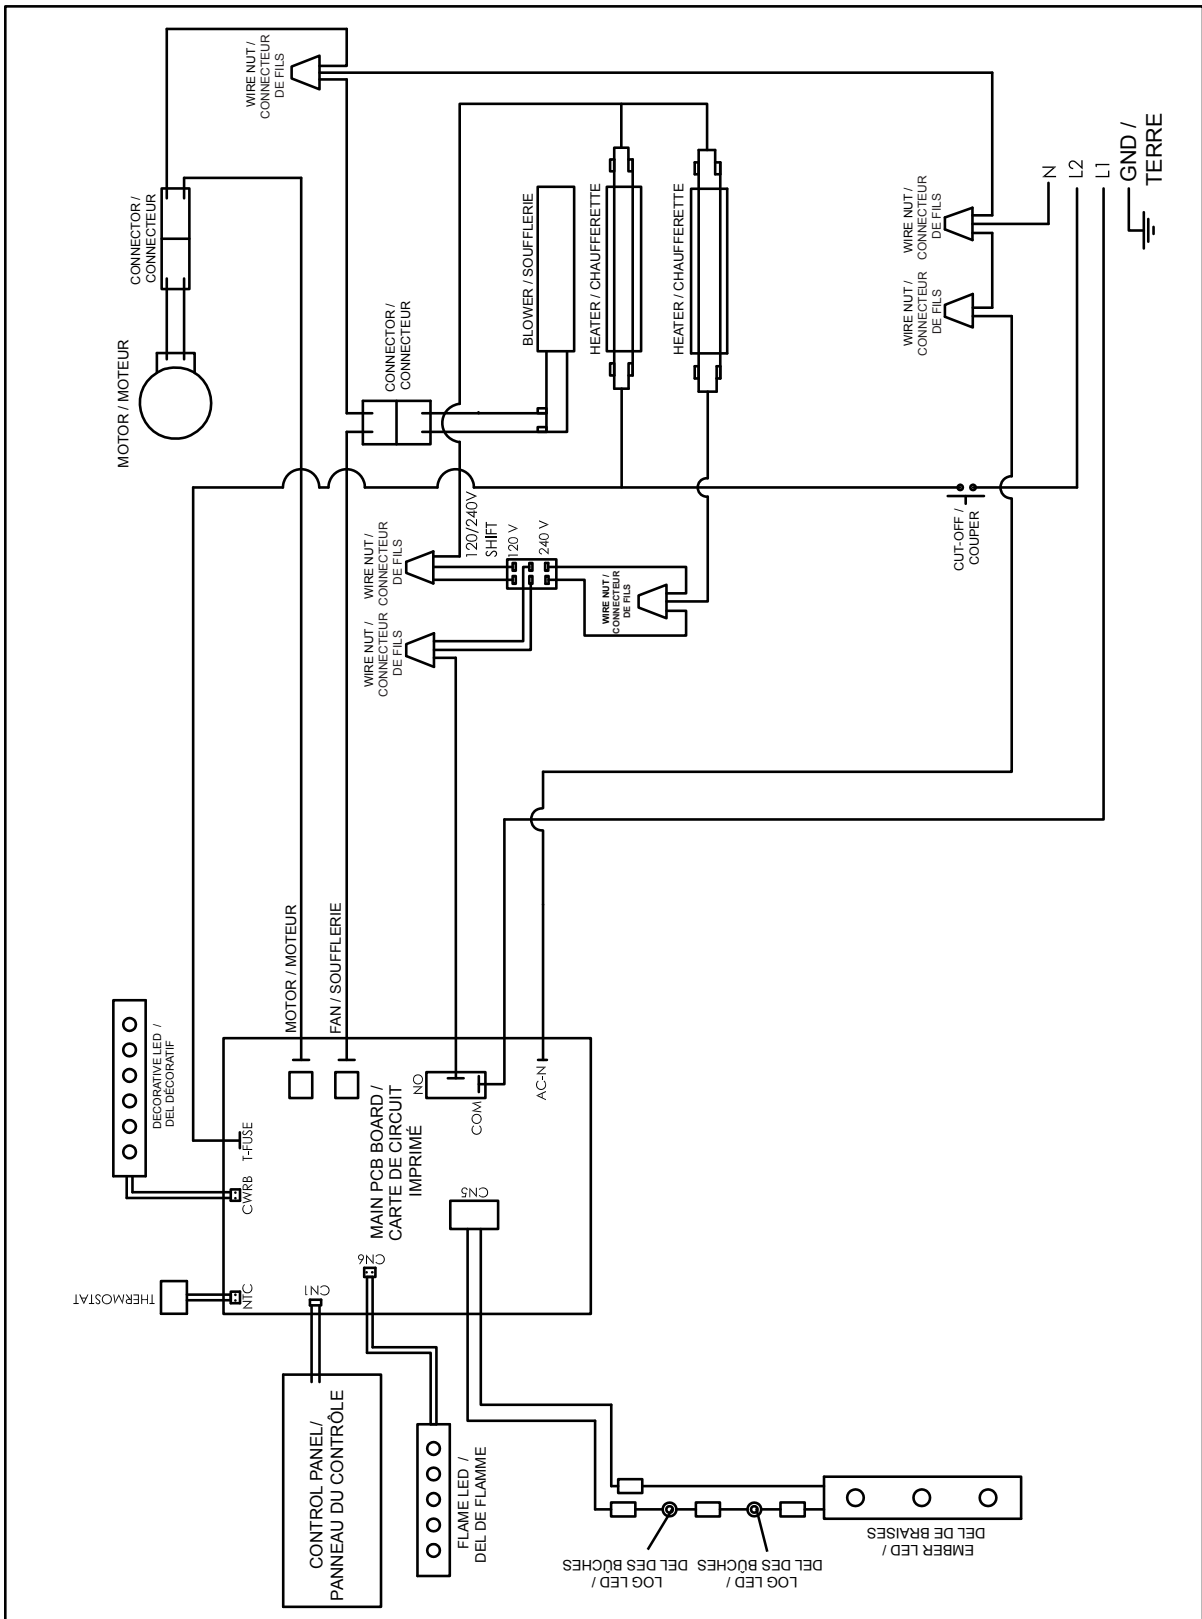 WIRE NUT /
CONNECTEUR
DE FILS
CONNECTOR /
CONNECTEUR
MOTOR / MOTEUR
CONNECTOR /
CONNECTEUR
BLOWER / SOUFFLERIE
HEATER / CHAUFFERETTE
HEATER / CHAUFFERETTE
WIRE NUT /
CONNECTEUR
DE FILS
WIRE NUT /
CONNECTEUR
DE FILS
N
L2
L1
GND /
TERRE
CUT-OFF /
COUPER
WIRE NUT /
CONNECTEUR
DE FILS
120/240V
SHIFT
120 V
240 V
WIRE NUT /
CONNECTEUR
DE FILS
WIRE NUT /
CONNECTEUR
DE FILS
MOTOR / MOTEUR
FAN / SOUFFLERIE
DECORATIVE LED /
DEL DÉCORATIF
T-FUSE
CWRB
NTC
THERMOSTAT
NO
COM
AC-N
MAIN PCB BOARD /
CARTE DE CIRCUIT
IMPRIMÉ
CN5
CN6
CN1
CONTROL PANEL/
PANNEAU DU CONTRÔLE
FLAME LED /
DEL DE FLAMME
LOG LED /
DEL DES BÛCHES
LOG LED /
DEL DES BÛCHES
EMBER LED /
DEL DE BRAISES